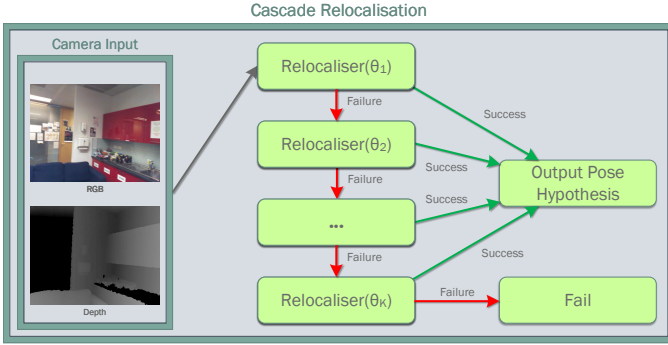 Cascade Relocalisation
Camera Input
RGB
Depth
Relocaliser(θ₁)
Failure
Success
Relocaliser(θ₂)
Failure
Success
Output Pose
Hypothesis
Success
...
Failure
Success
Relocaliser(θK)
Failure
Fail